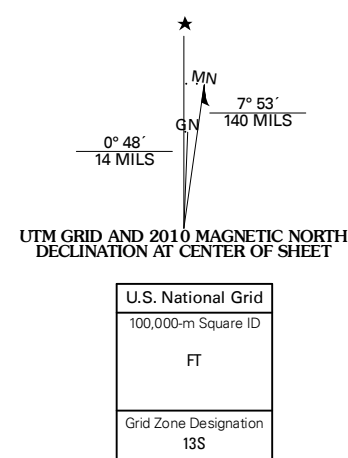 ★
MN
7° 53´
140 MILS
GN
0° 48´
14 MILS
UTM GRID AND 2010 MAGNETIC NORTH
DECLINATION AT CENTER OF SHEET
U.S. National Grid
100,000-m Square ID
FT
Grid Zone Designation
13S